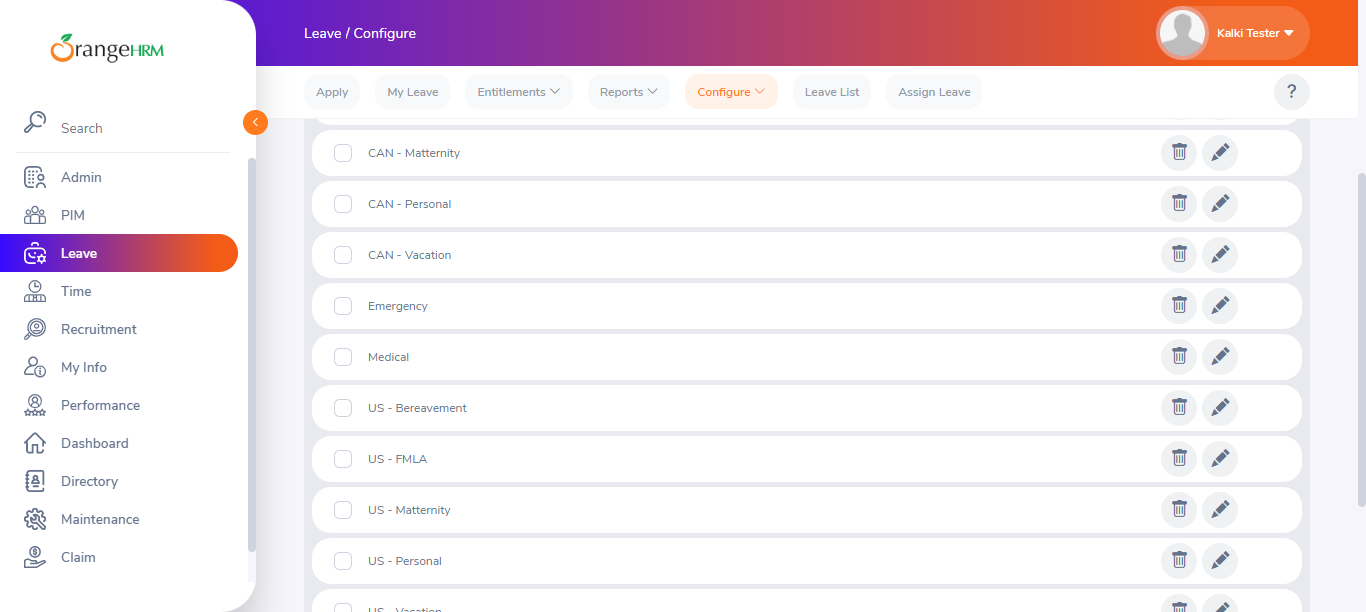 OrangeHRM
Leave / Configure
Kalki Tester
Apply
My Leave
Entitlements
Reports
Configure
Leave List
Assign Leave
?
Search
Admin
PIM
Leave
Time
Recruitment
My Info
Performance
Dashboard
Directory
Maintenance
Claim
CAN - Matternity
CAN - Personal
CAN - Vacation
Emergency
Medical
US - Bereavement
US - FMLA
US - Matternity
US - Personal
US - Vacation